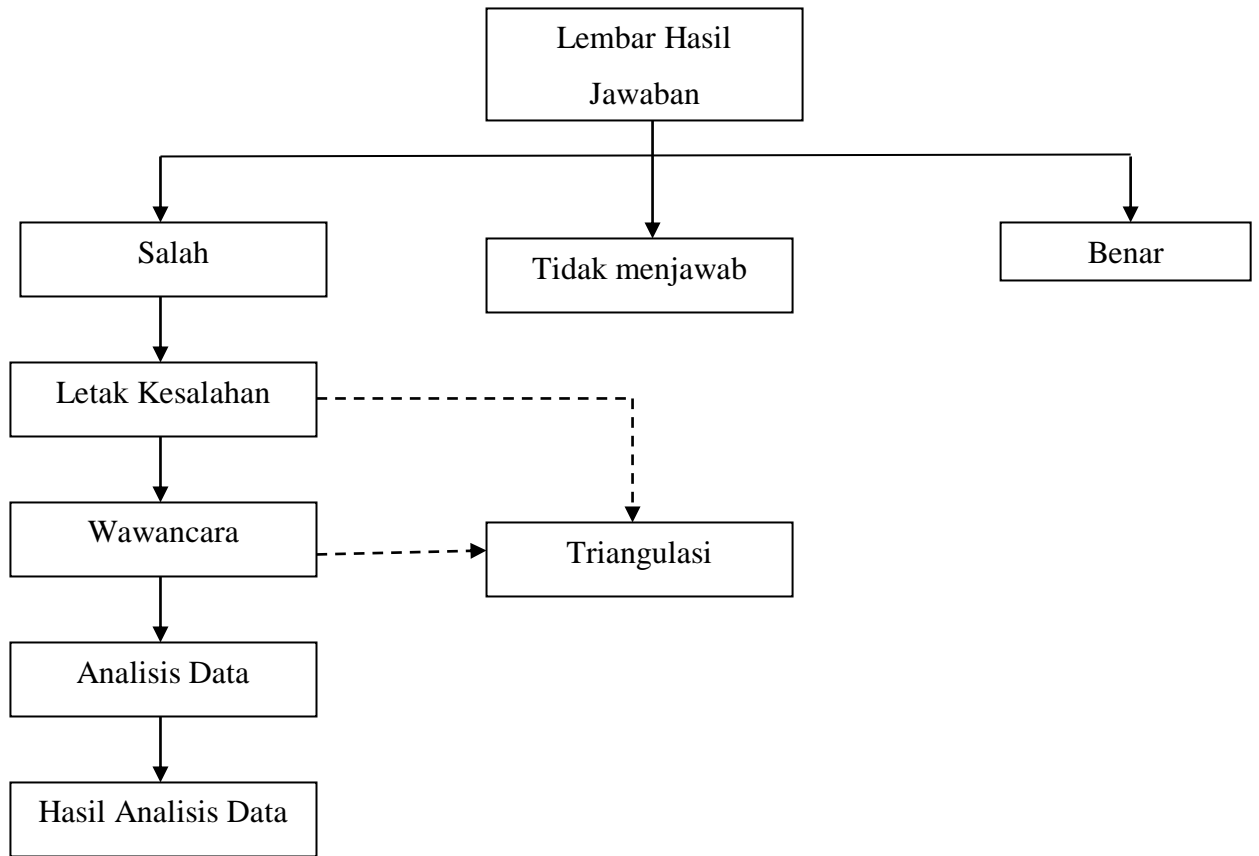 Lembar Hasil
Jawaban
Salah
Tidak menjawab
Benar
Letak Kesalahan
Wawancara
Triangulasi
Analisis Data
Hasil Analisis Data